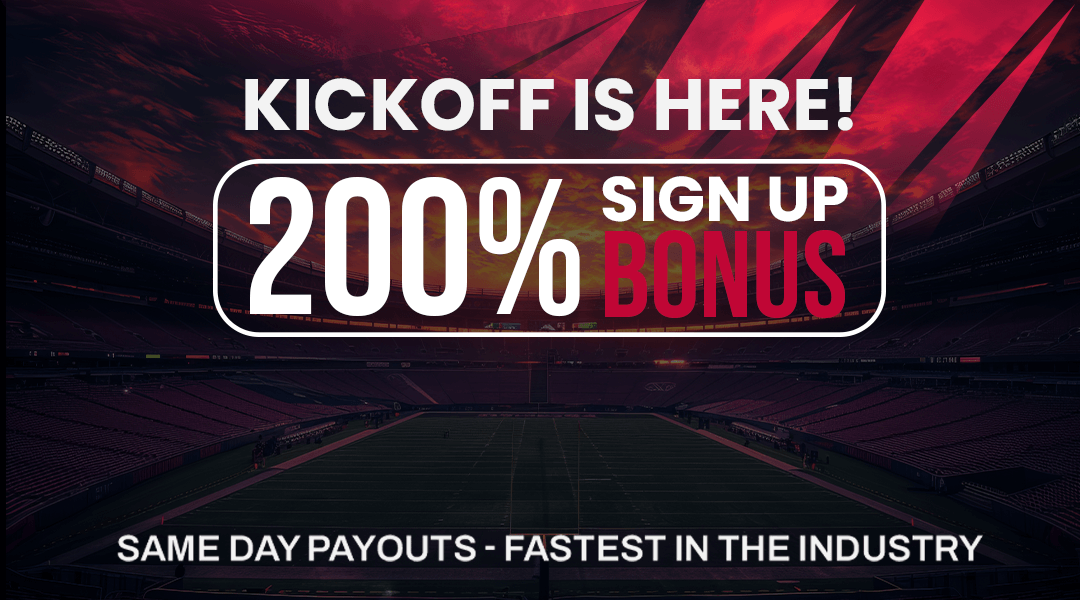 KICKOFF IS HERE!
200% SIGN UP
BONUS
SAME DAY PAYOUTS - FASTEST IN THE INDUSTRY